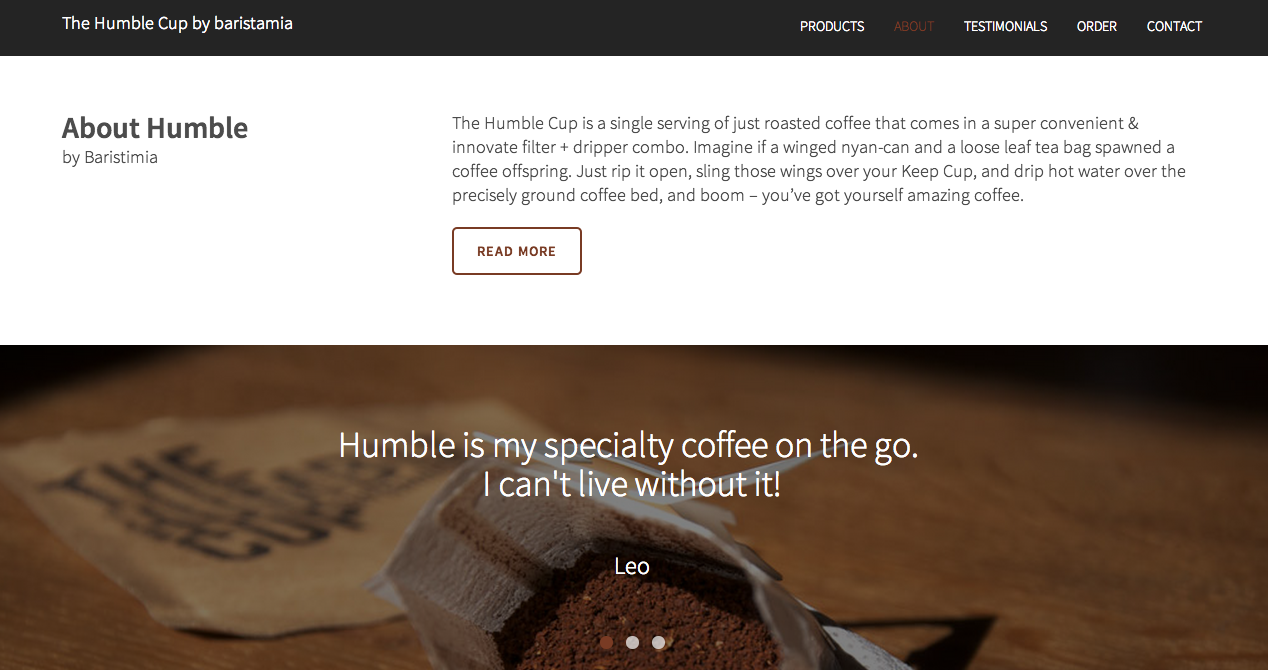 The Humble Cup by baristamia
PRODUCTS ABOUT TESTIMONIALS ORDER CONTACT
About Humble
by Baristimia
The Humble Cup is a single serving of just roasted coffee that comes in a super convenient &
innovate filter + dripper combo. Imagine if a winged nyan-can and a loose leaf tea bag spawned a
coffee offspring. Just rip it open, sling those wings over your Keep Cup, and drip hot water over the
precisely ground coffee bed, and boom – you’ve got yourself amazing coffee.
READ MORE
Humble is my specialty coffee on the go.
I can't live without it!
THE
HUMBLE
CUP
Leo